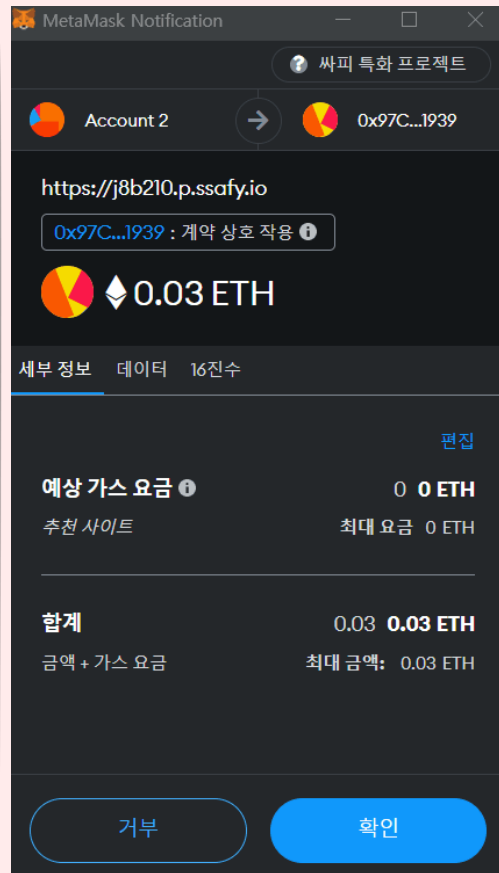 MetaMask Notification
싸피 특화 프로젝트
Account 2
0x97C...1939
https://j8b210.p.ssafy.io
0x97C...1939 : 계약 상호 작용
0.03 ETH
세부 정보 데이터 16진수
편집
예상 가스 요금 0 0 ETH
추천 사이트 최대 요금 0 ETH
합계 0.03 0.03 ETH
금액 + 가스 요금 최대 금액: 0.03 ETH
거부 확인